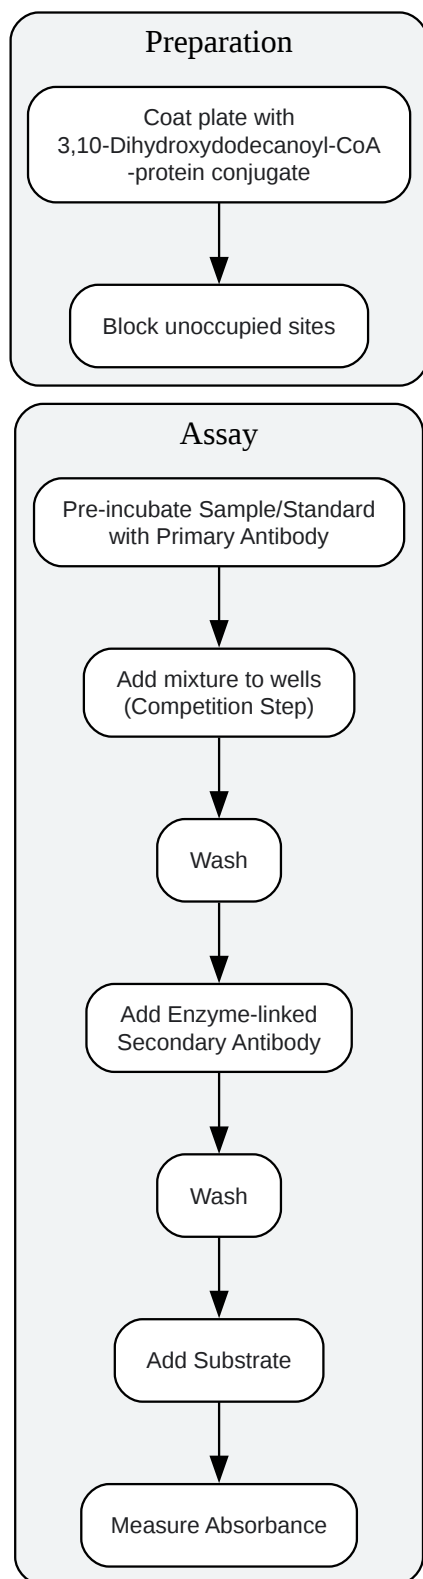 Preparation
Coat plate with
3,10-Dihydroxydodecanoyl-CoA
-protein conjugate
Block unoccupied sites
Assay
Pre-incubate Sample/Standard
with Primary Antibody
Add mixture to wells
(Competition Step)
Wash
Add Enzyme-linked
Secondary Antibody
Wash
Add Substrate
Measure Absorbance